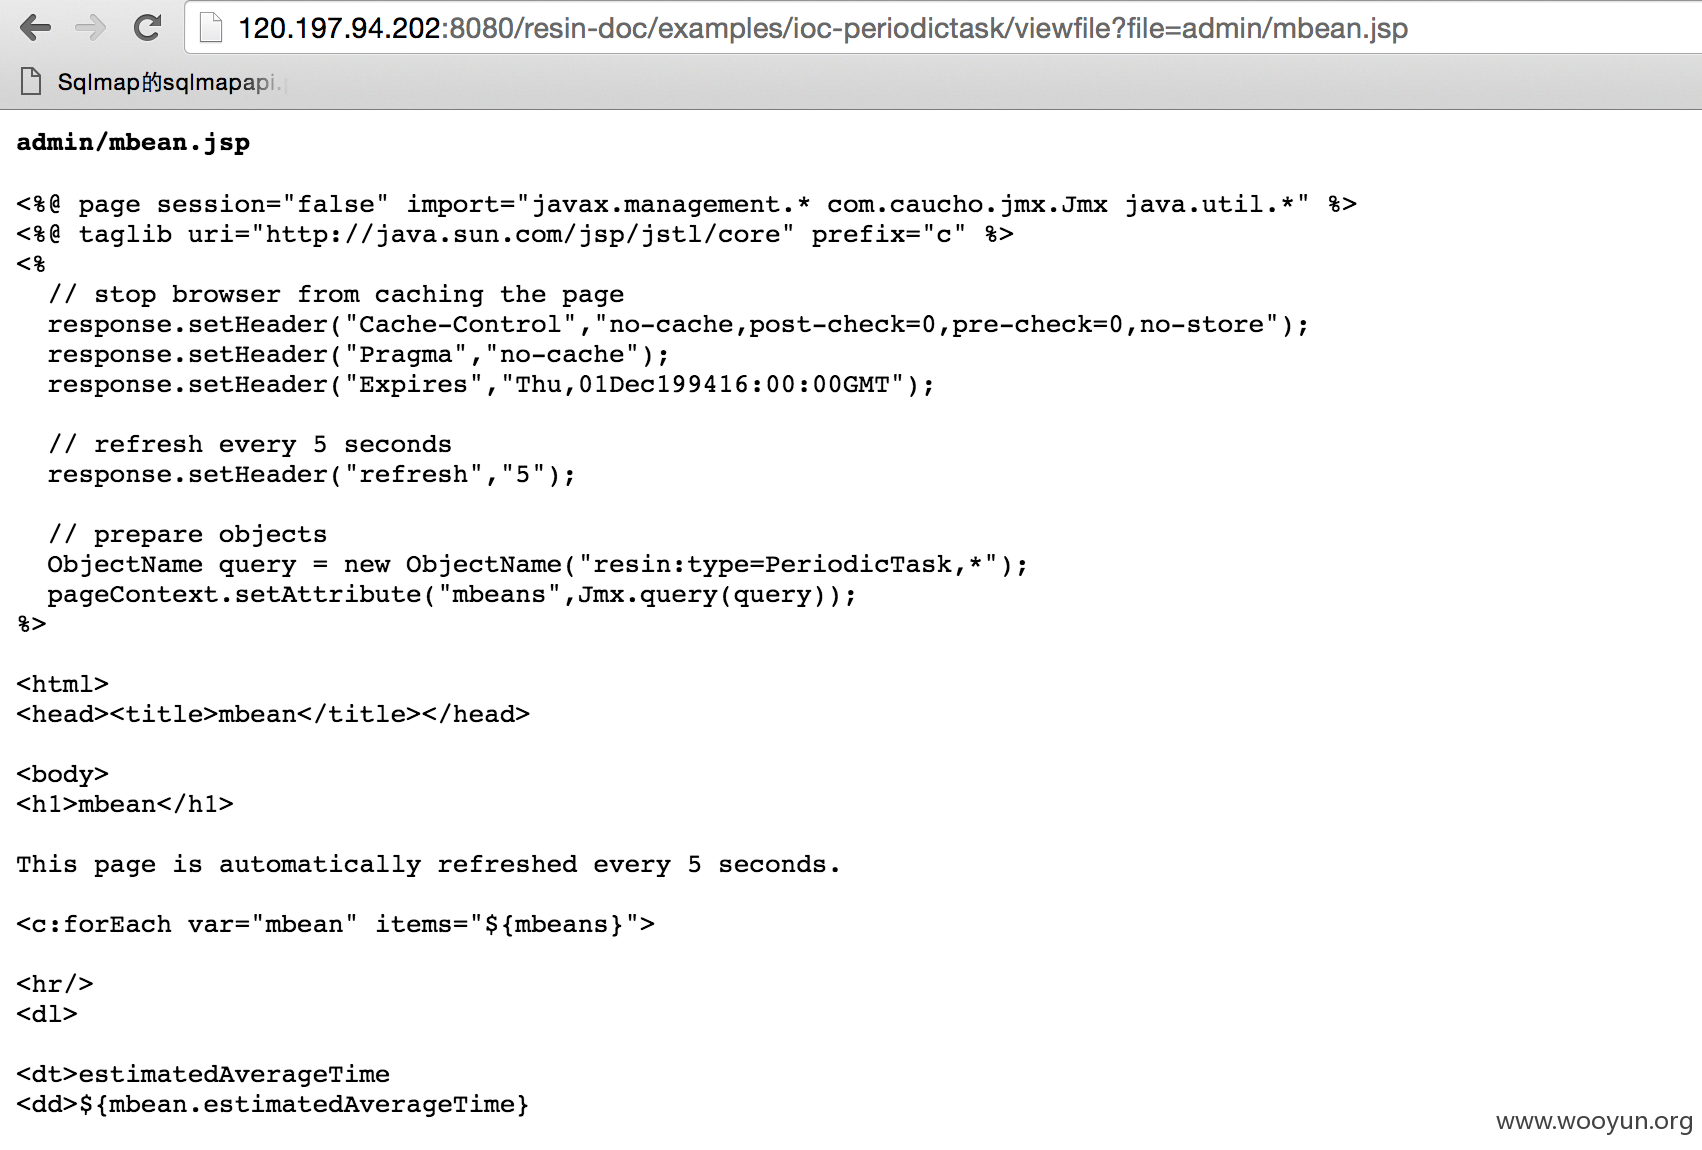 120.197.94.202:8080/resin-doc/examples/ioc-periodictask/viewfile?file=admin/mbean.jsp
Sqlmap的sqlmapapi.
admin/mbean.jsp
<%@ page session="false" import="javax.management.* com.caucho.jmx.Jmx java.util.*" %>
<%@ taglib uri="http://java.sun.com/jsp/jstl/core" prefix="c" %>
<%
// stop browser from caching the page
response.setHeader("Cache-Control","no-cache,post-check=0,pre-check=0,no-store");
response.setHeader("Pragma","no-cache");
response.setHeader("Expires","Thu,01Dec199416:00:00GMT");
// refresh every 5 seconds
response.setHeader("refresh","5");
// prepare objects
ObjectName query = new ObjectName("resin:type=PeriodicTask,*");
pageContext.setAttribute("mbeans",Jmx.query(query));
%>
<html>
<head><title>mbean</title></head>
<body>
<h1>mbean</h1>
This page is automatically refreshed every 5 seconds.
<c:forEach var="mbean" items="${mbeans}">
<hr/>
<dl>
<dt>estimatedAverageTime
<dd>${mbean.estimatedAverageTime}
www.wooyun.org